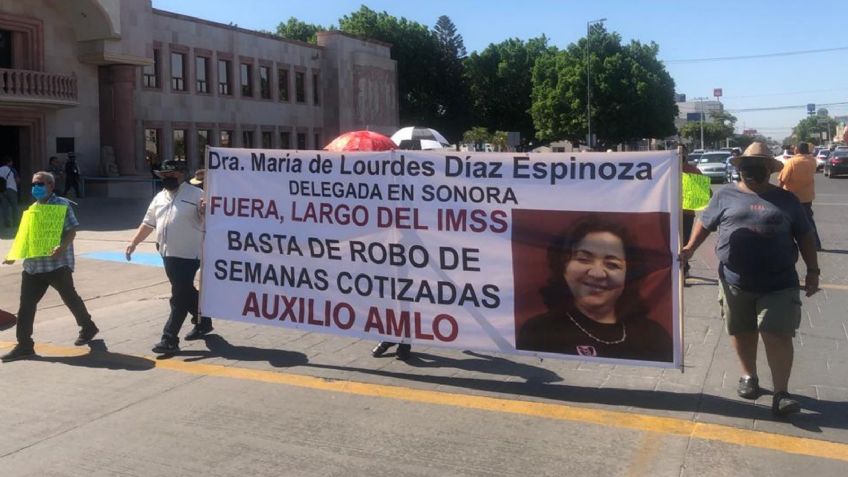 Dra. María de Lourdes Díaz Espinoza
DELEGADA EN SONORA
FUERA, LARGO DEL IMSS
BASTA DE ROBO DE
SEMANAS COTIZADAS
AUXILIO AMLO